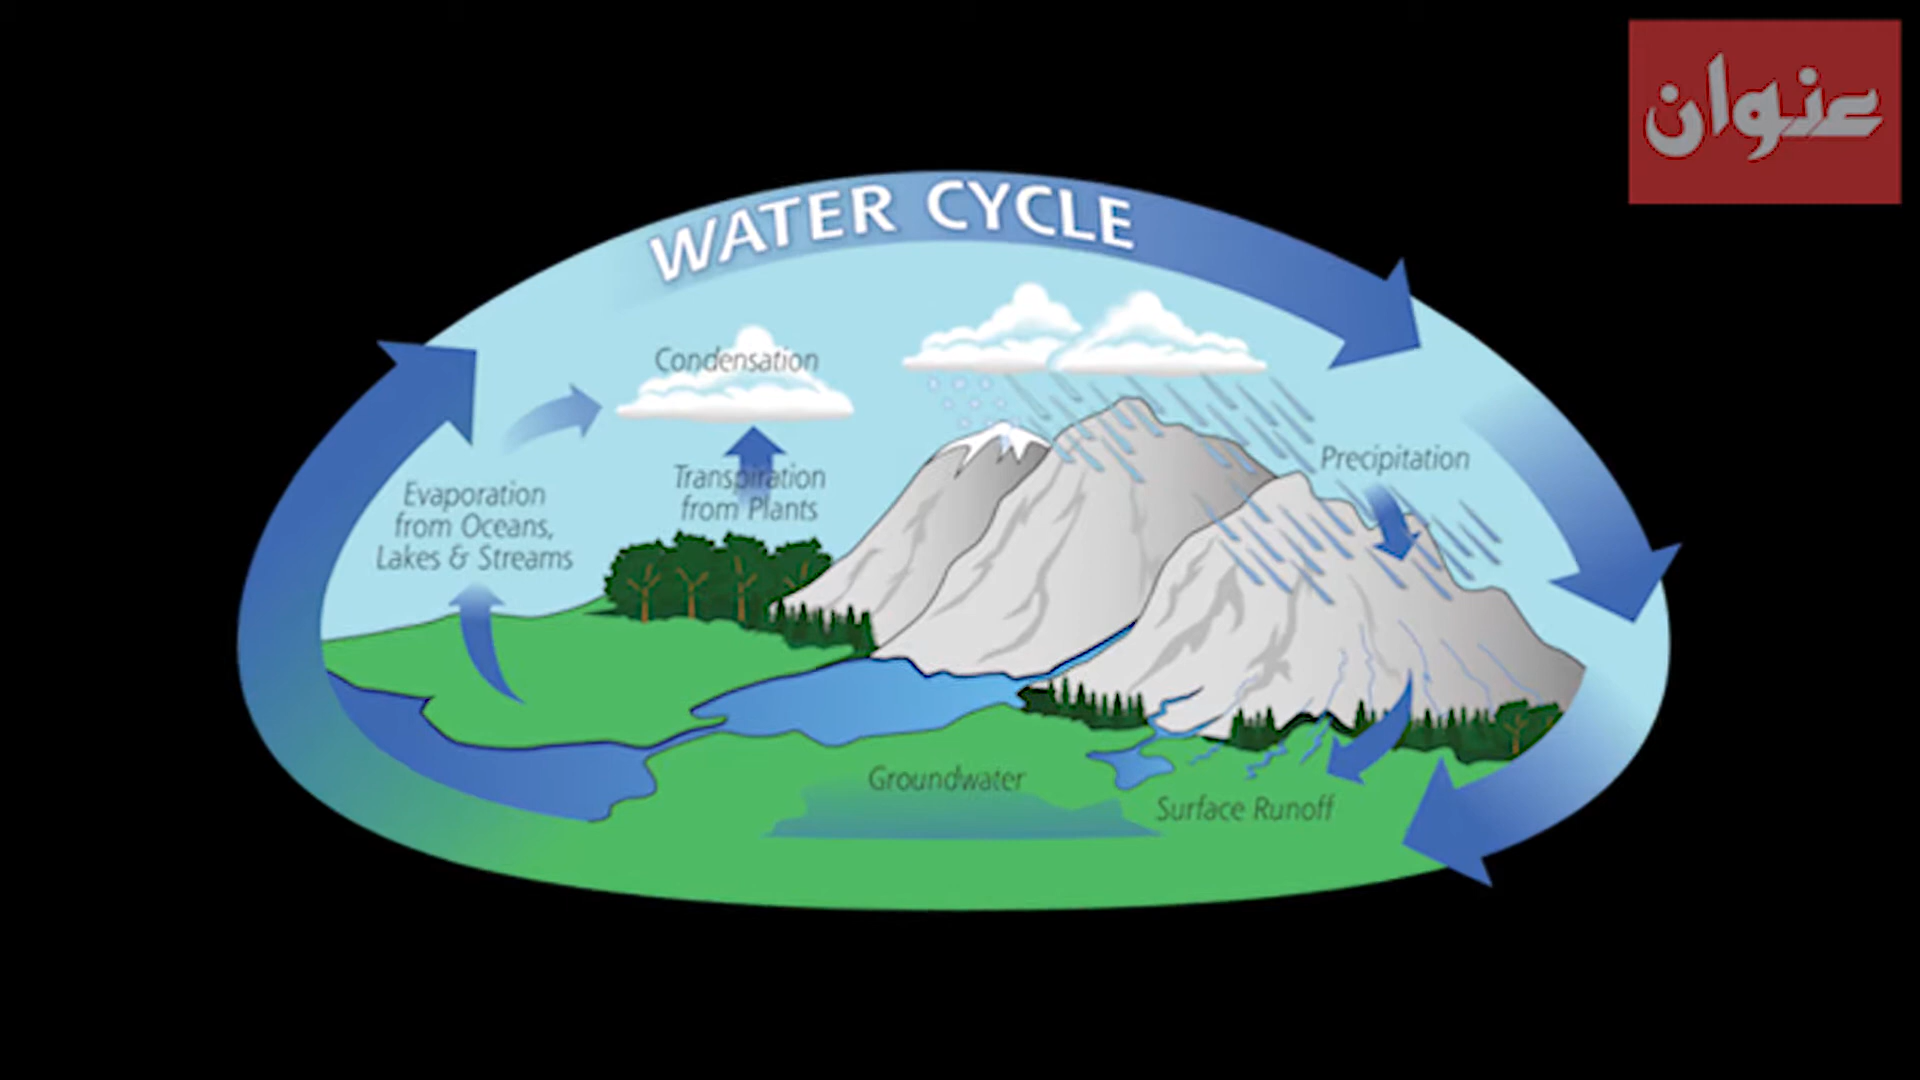 عنوان
WATER CYCLE
Condensation
Precipitation
Transpiration
from Plants
Evaporation
from Oceans,
Lakes & Streams
Groundwater
Surface Runoff